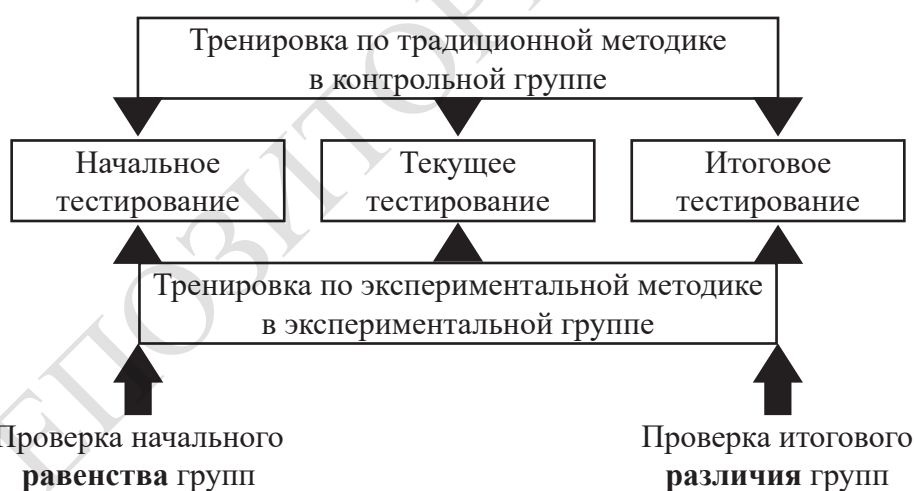 Тренировка по традиционной методике
в контрольной группе
Начальное
тестирование
Текущее
тестирование
Итоговое
тестирование
Тренировка по экспериментальной методике
в экспериментальной группе
Проверка начального
равенства групп
Проверка итогового
различия групп